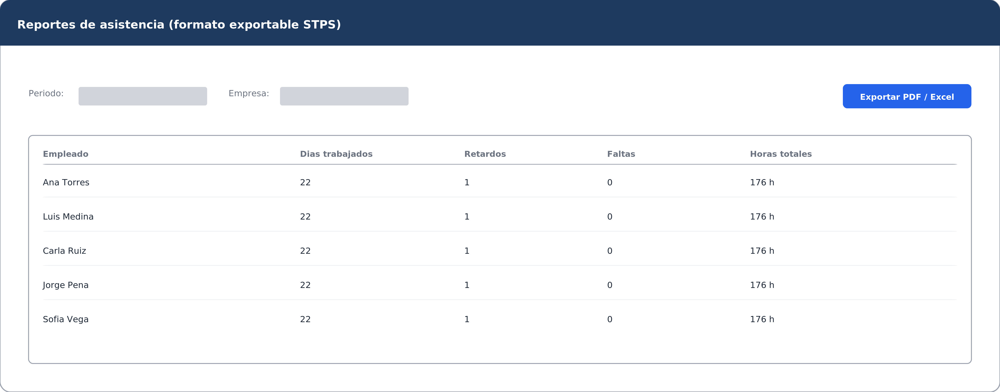 Reportes de asistencia (formato exportable STPS)
Periodo: Empresa: Exportar PDF / Excel
Empleado Dias trabajados Retardos Faltas Horas totales
Ana Torres 22 1 0 176 h
Luis Medina 22 1 0 176 h
Carla Ruiz 22 1 0 176 h
Jorge Pena 22 1 0 176 h
Sofia Vega 22 1 0 176 h